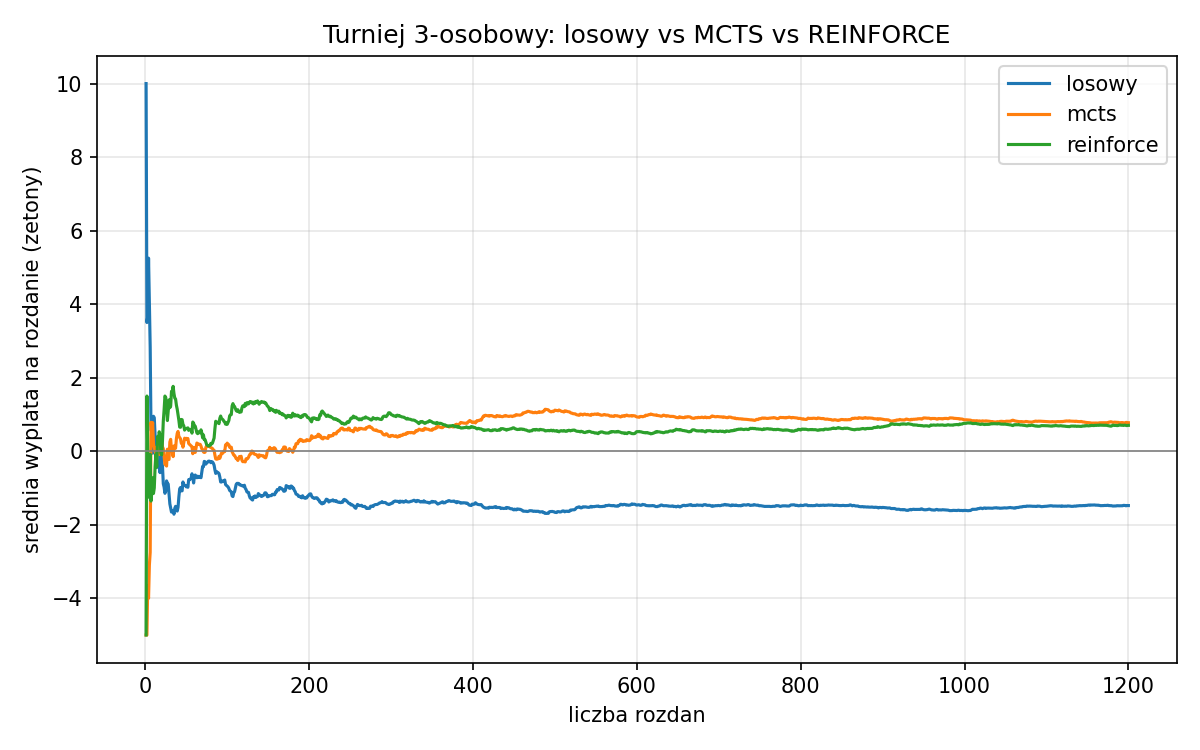 Turniej 3-osobowy: losowy vs MCTS vs REINFORCE
losowy
mcts
reinforce
srednia wyplata na rozdanie (zetony)
10
8
6
4
2
0
−2
−4
0 200 400 600 800 1000 1200
liczba rozdan